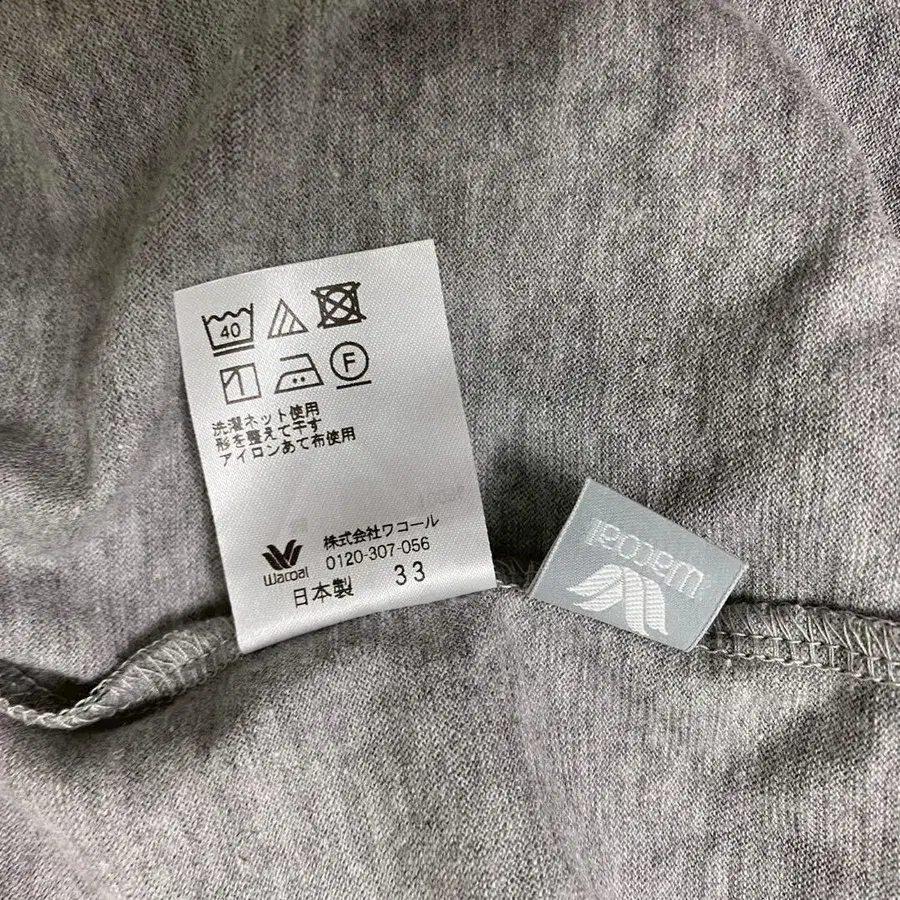 40
F
洗濯ネット使用
形を整えて干す
アイロンあて布使用
株式会社ワコール
Wacoal 0120-307-056
日本製 33
Wacoal